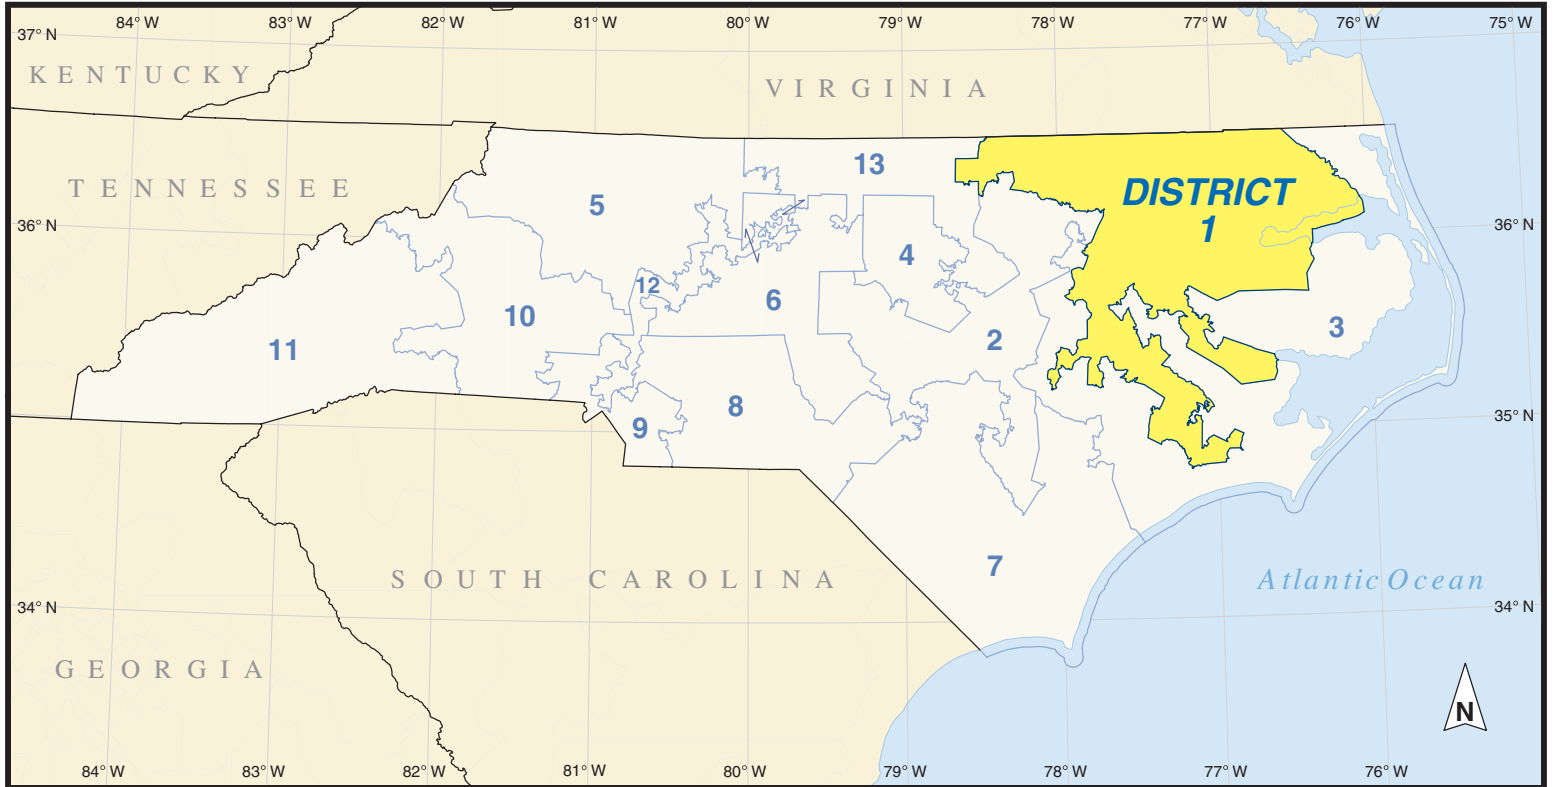 84° W 83° W 82° W 81° W 80° W 79° W 78° W 77° W 76° W 75° W
37° N
KENTUCKY
VIRGINIA
TENNESSEE
13
5
DISTRICT
1
36° N
36° N
4
12
6
10
3
2
11
8
9
35° N
35° N
7
SOUTH CAROLINA
Atlantic Ocean
34° N
34° N
GEORGIA
N
84° W 83° W 82° W 81° W 80° W 79° W 78° W 77° W 76° W